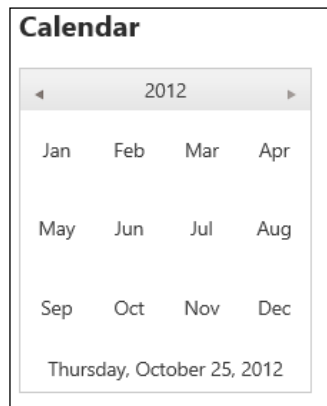 Calendar
2012
Jan Feb Mar Apr
May Jun Jul Aug
Sep Oct Nov Dec
Thursday, October 25, 2012